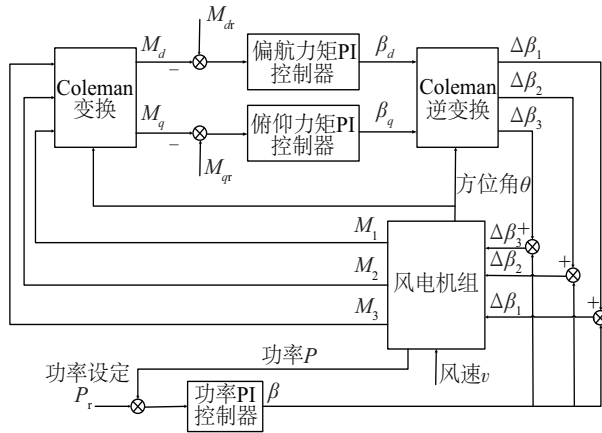 M_dr
M_d
−
偏航力矩PI
控制器
β_d
Δβ_1
Coleman
变换
Coleman
逆变换
Δβ_2
M_q
−
俯仰力矩PI
控制器
β_q
Δβ_3
M_qr
方位角θ
M_1
Δβ_3
+
M_2
风电机组
Δβ_2
+
M_3
Δβ_1
+
功率P
功率设定
风速v
P_r
功率PI
控制器
β